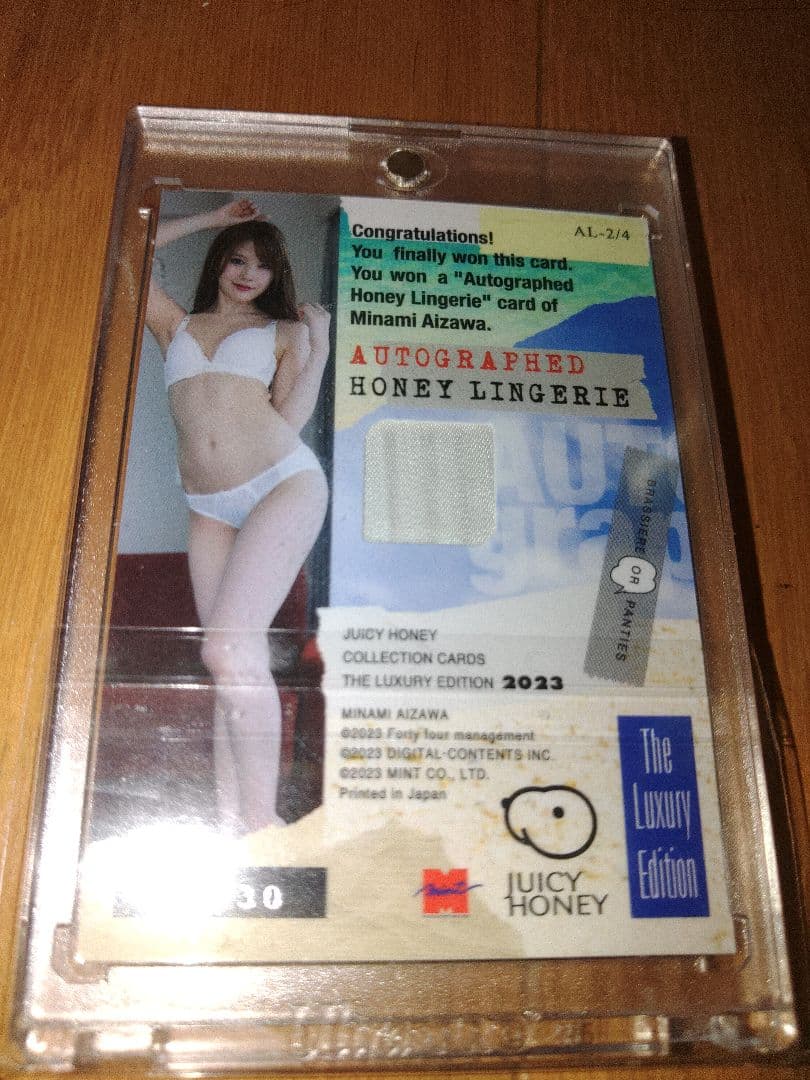 AL-2/4
Congratulations!
You finally won this card.
You won a "Autographed
Honey Lingerie" card of
Minami Aizawa.
AUTOGRAPHED
HONEY LINGERIE
BRASSIERE OR PANTIES
JUICY HONEY
COLLECTION CARDS
THE LUXURY EDITION 2023
MINAMI AIZAWA
©2023 Forty four management
©2023 DIGITAL-CONTENTS INC.
©2023 MINT CO., LTD.
Printed in Japan
The
Luxury
Edition
30
Mint
JUICY
HONEY